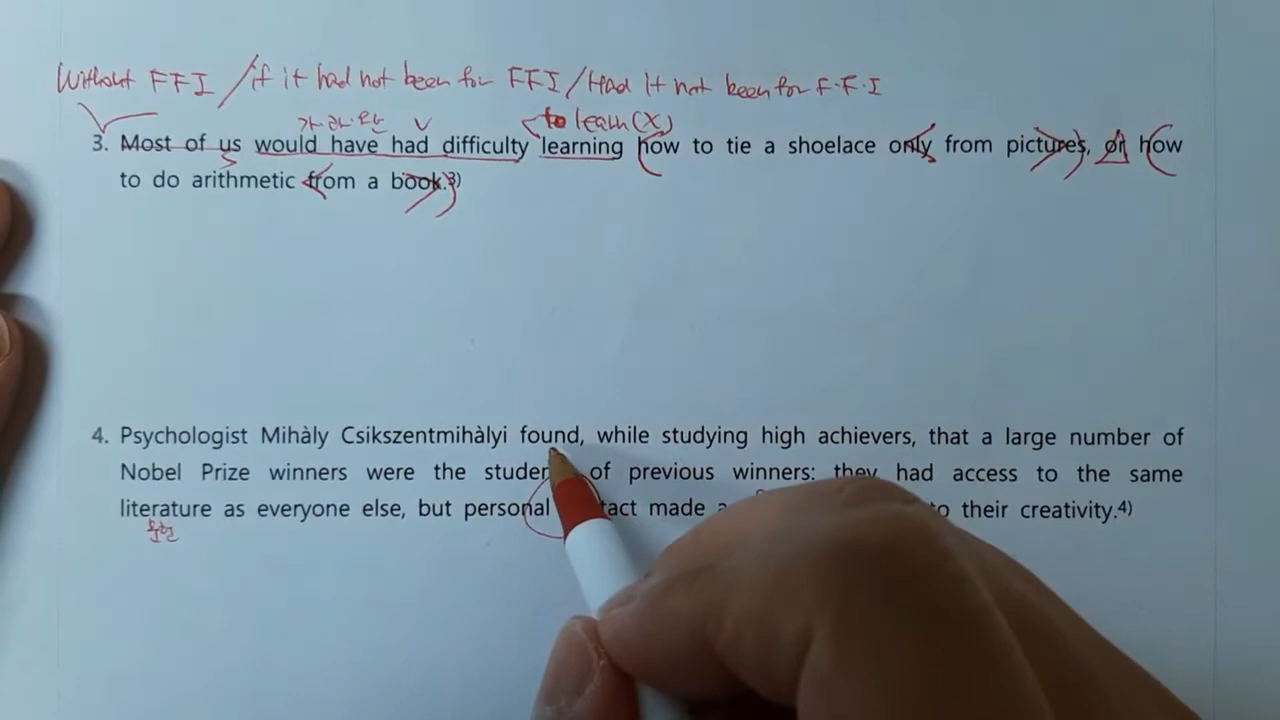 Without FFI / if it had not been for FFI / Had it not been for F.F.I
가.과.완 to learn (X)
3. Most of us would have had difficulty learning how to tie a shoelace only from pictures, or how
to do arithmetic from a book.3)
4. Psychologist Mihàly Csikszentmihàlyi found, while studying high achievers, that a large number of
Nobel Prize winners were the studen of previous winners: they had access to the same
literature as everyone else, but personal tact made a to their creativity.4)
문헌